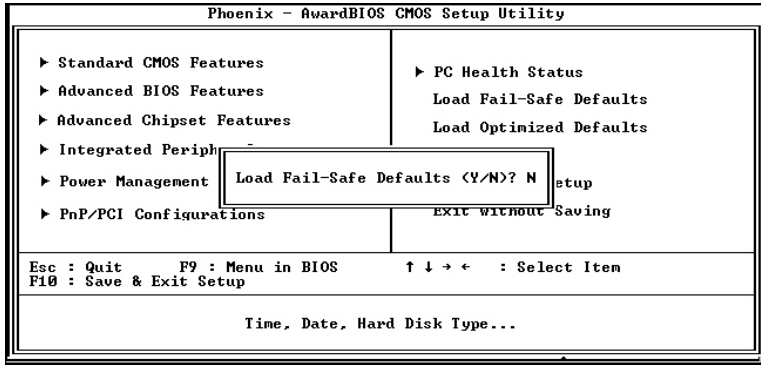 Phoenix - AwardBIOS CMOS Setup Utility
▶ Standard CMOS Features
▶ Advanced BIOS Features
▶ Advanced Chipset Features
▶ Integrated
▶ Power Management
▶ PnP/PCI Configurations
▶ PC Health Status
Load Fail-Safe Defaults
Load Optimized Defaults
Exit Without Saving
Load Fail-Safe Defaults (Y/N)? N
Esc : Quit F9 : Menu in BIOS ↑ ↓ → ← : Select Item
F10 : Save & Exit Setup
Time, Date, Hard Disk Type...